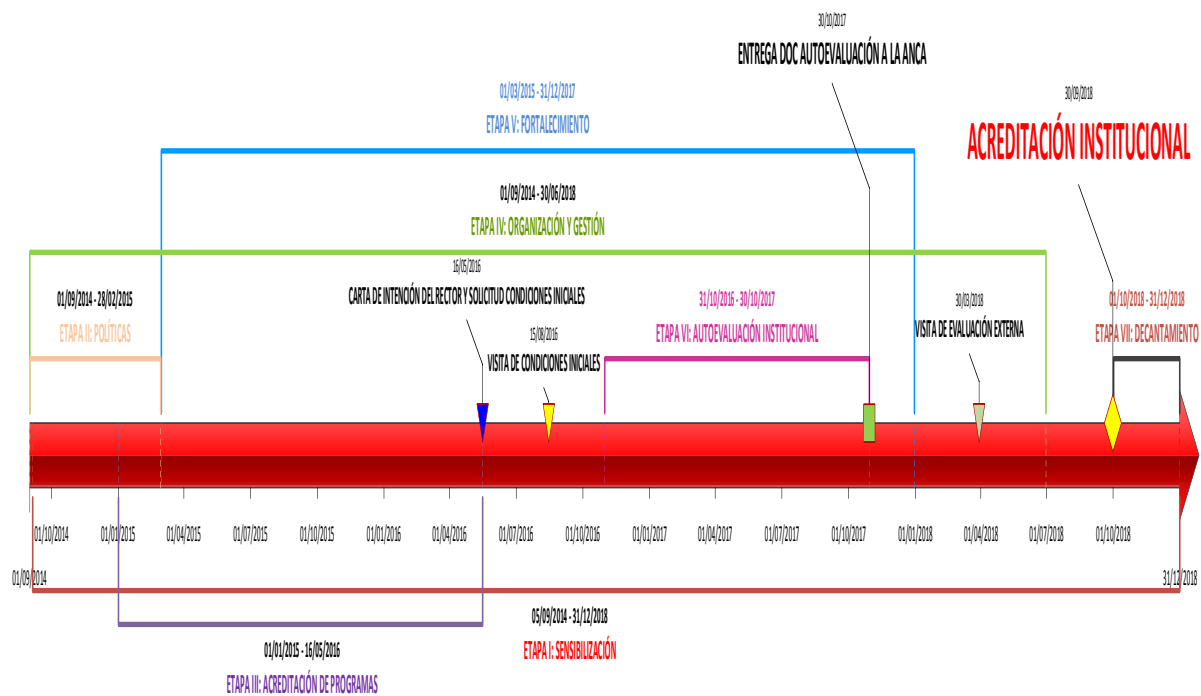 30/10/2017
ENTREGA DOC AUTOEVALUACIÓN A LA ANCA
01/03/2015 - 31/12/2017
ETAPA V: FORTALECIMIENTO
30/09/2018
ACREDITACIÓN INSTITUCIONAL
01/09/2014 - 30/06/2018
ETAPA IV: ORGANIZACIÓN Y GESTIÓN
16/05/2016
CARTA DE INTENCIÓN DEL RECTOR Y SOLICITUD CONDICIONES INICIALES
01/09/2014 - 28/02/2015
ETAPA II: POLÍTICAS
15/08/2016
VISITA DE CONDICIONES INICIALES
31/10/2016 - 30/10/2017
ETAPA VI: AUTOEVALUACIÓN INSTITUCIONAL
30/03/2018
VISITA DE EVALUACIÓN EXTERNA
01/10/2018 - 31/12/2018
ETAPA VII: DECANTAMIENTO
01/10/2014 01/01/2015 01/04/2015 01/07/2015 01/10/2015 01/01/2016 01/04/2016 01/07/2016 01/10/2016 01/01/2017 01/04/2017 01/07/2017 01/10/2017 01/01/2018 01/04/2018 01/07/2018 01/10/2018
01/09/2014 31/12/2018
05/09/2014 - 31/12/2018
ETAPA I: SENSIBILIZACIÓN
01/01/2015 - 16/05/2016
ETAPA III: ACREDITACIÓN DE PROGRAMAS